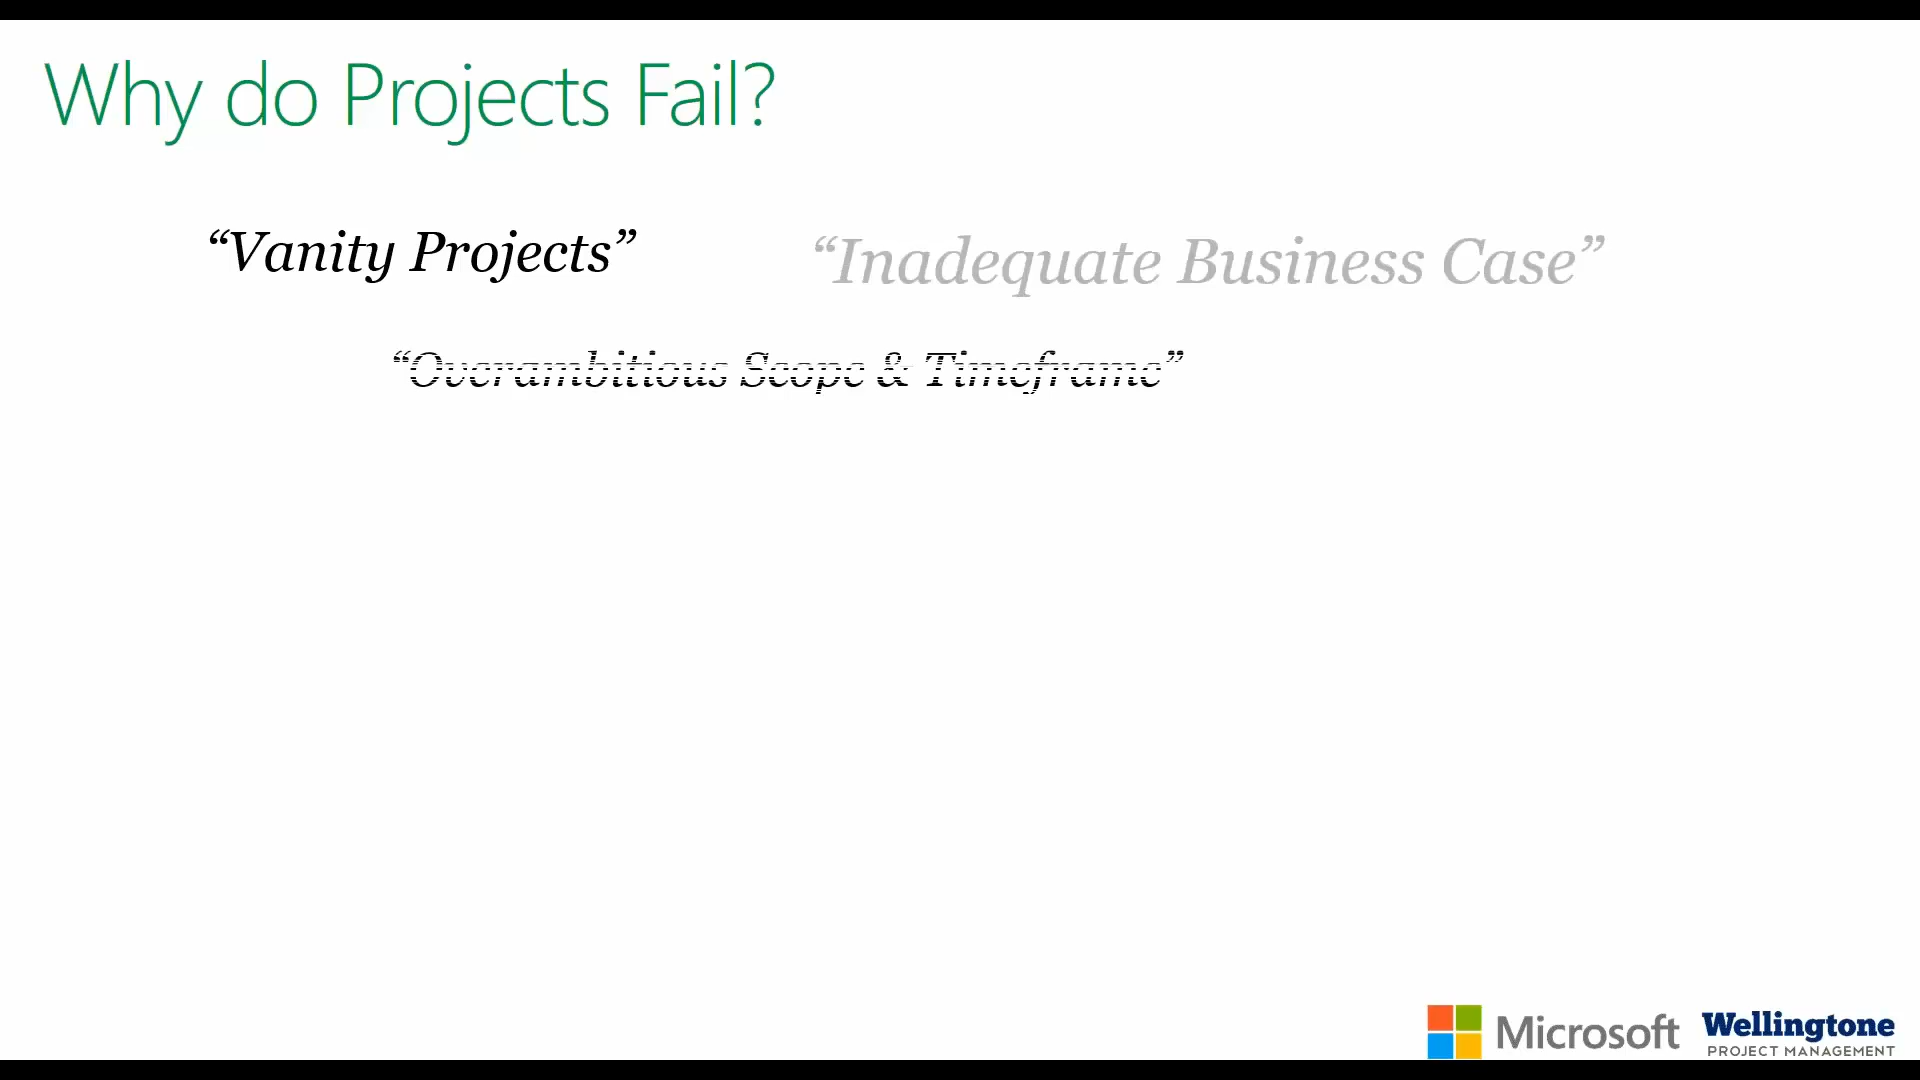 Why do Projects Fail?
“Vanity Projects”
“Inadequate Business Case”
“Overambitious Scope & Timeframe”
Microsoft
Wellingtone
PROJECT MANAGEMENT